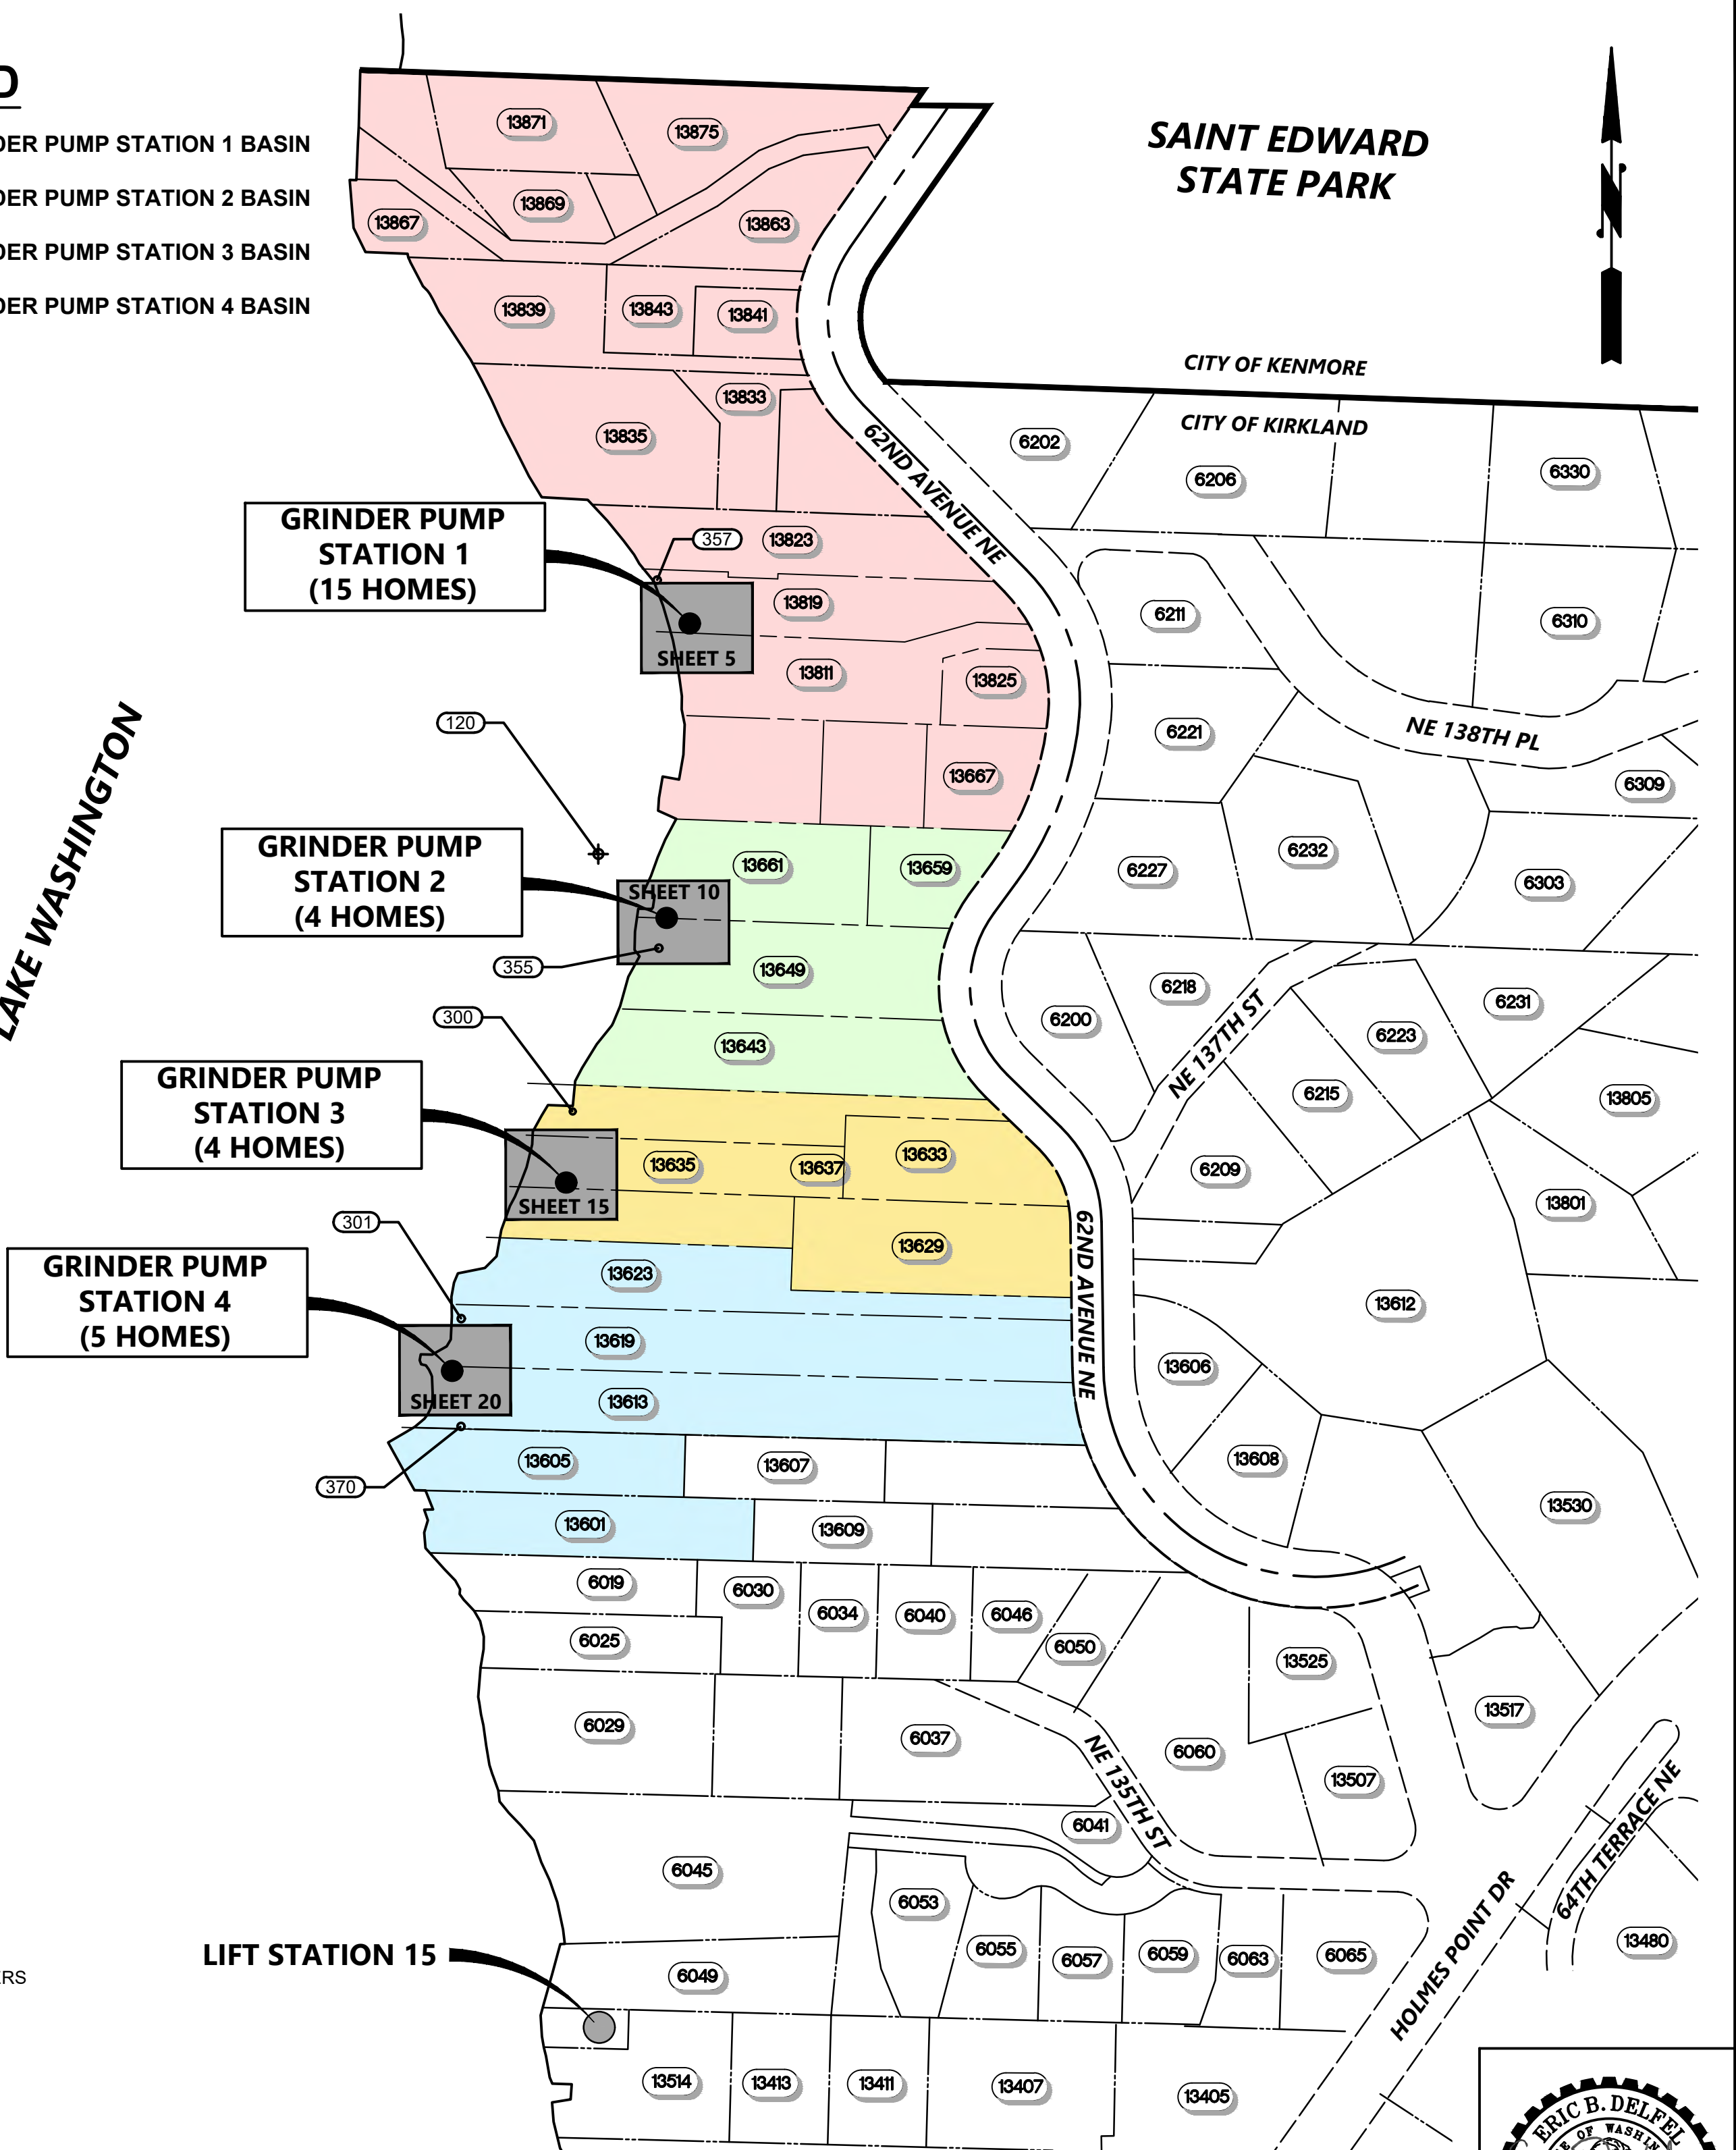 D
DER PUMP STATION 1 BASIN
DER PUMP STATION 2 BASIN
DER PUMP STATION 3 BASIN
DER PUMP STATION 4 BASIN
SAINT EDWARD
STATE PARK
N
CITY OF KENMORE
CITY OF KIRKLAND
13871
13875
13869
13867
13863
13839
13843
13841
13833
13835
62ND AVENUE NE
6202
6206
6330
GRINDER PUMP
STATION 1
(15 HOMES)
357
13823
13819
SHEET 5
13811
13825
6211
6310
120
6221
NE 138TH PL
13667
6309
LAKE WASHINGTON
GRINDER PUMP
STATION 2
(4 HOMES)
SHEET 10
13661
13659
6227
6232
6303
355
13649
300
13643
6200
6218
NE 137TH ST
6231
6223
6215
13805
GRINDER PUMP
STATION 3
(4 HOMES)
SHEET 15
13635
13637
13633
6209
13801
301
13629
62ND AVENUE NE
GRINDER PUMP
STATION 4
(5 HOMES)
SHEET 20
13623
13619
13613
13612
13606
370
13605
13607
13608
13530
13601
13609
6019
6030
6034
6040
6046
6050
6025
13525
13517
6029
6037
NE 135TH ST
6060
13507
6041
64TH TERRACE NE
6045
6053
6055
6057
6059
6063
6065
HOLMES POINT DR
13480
LIFT STATION 15
ERS
6049
13514
13413
13411
13407
13405
ERIC B. DELFEL
E OF WASHIN